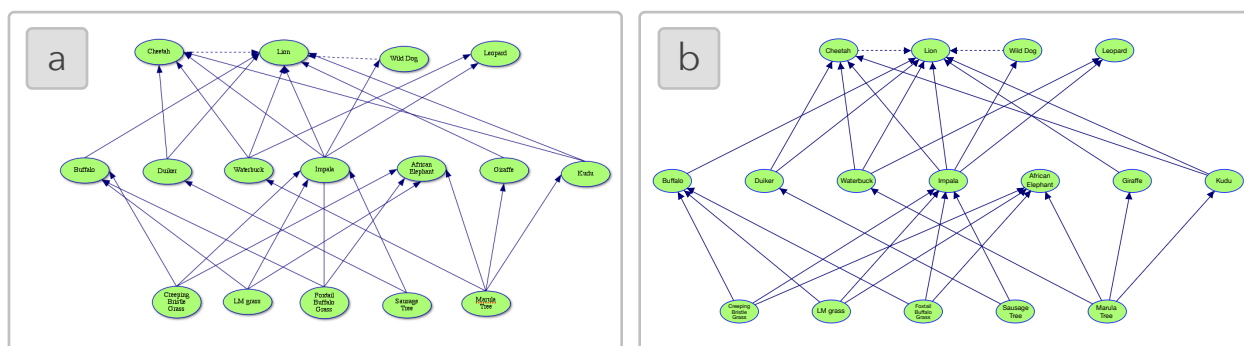 a
Cheetah
Lion
Wild Dog
Leopard
Buffalo
Duiker
Waterbuck
Impala
African
Elephant
Giraffe
Kudu
Creeping
Bristle
Grass
LM grass
Foxtail
Buffalo
Grass
Sausage
Tree
Marula
Tree
b
Cheetah
Lion
Wild Dog
Leopard
Buffalo
Duiker
Waterbuck
Impala
African
Elephant
Giraffe
Kudu
Creeping
Bristle
Grass
LM grass
Foxtail
Buffalo
Grass
Sausage
Tree
Marula
Tree